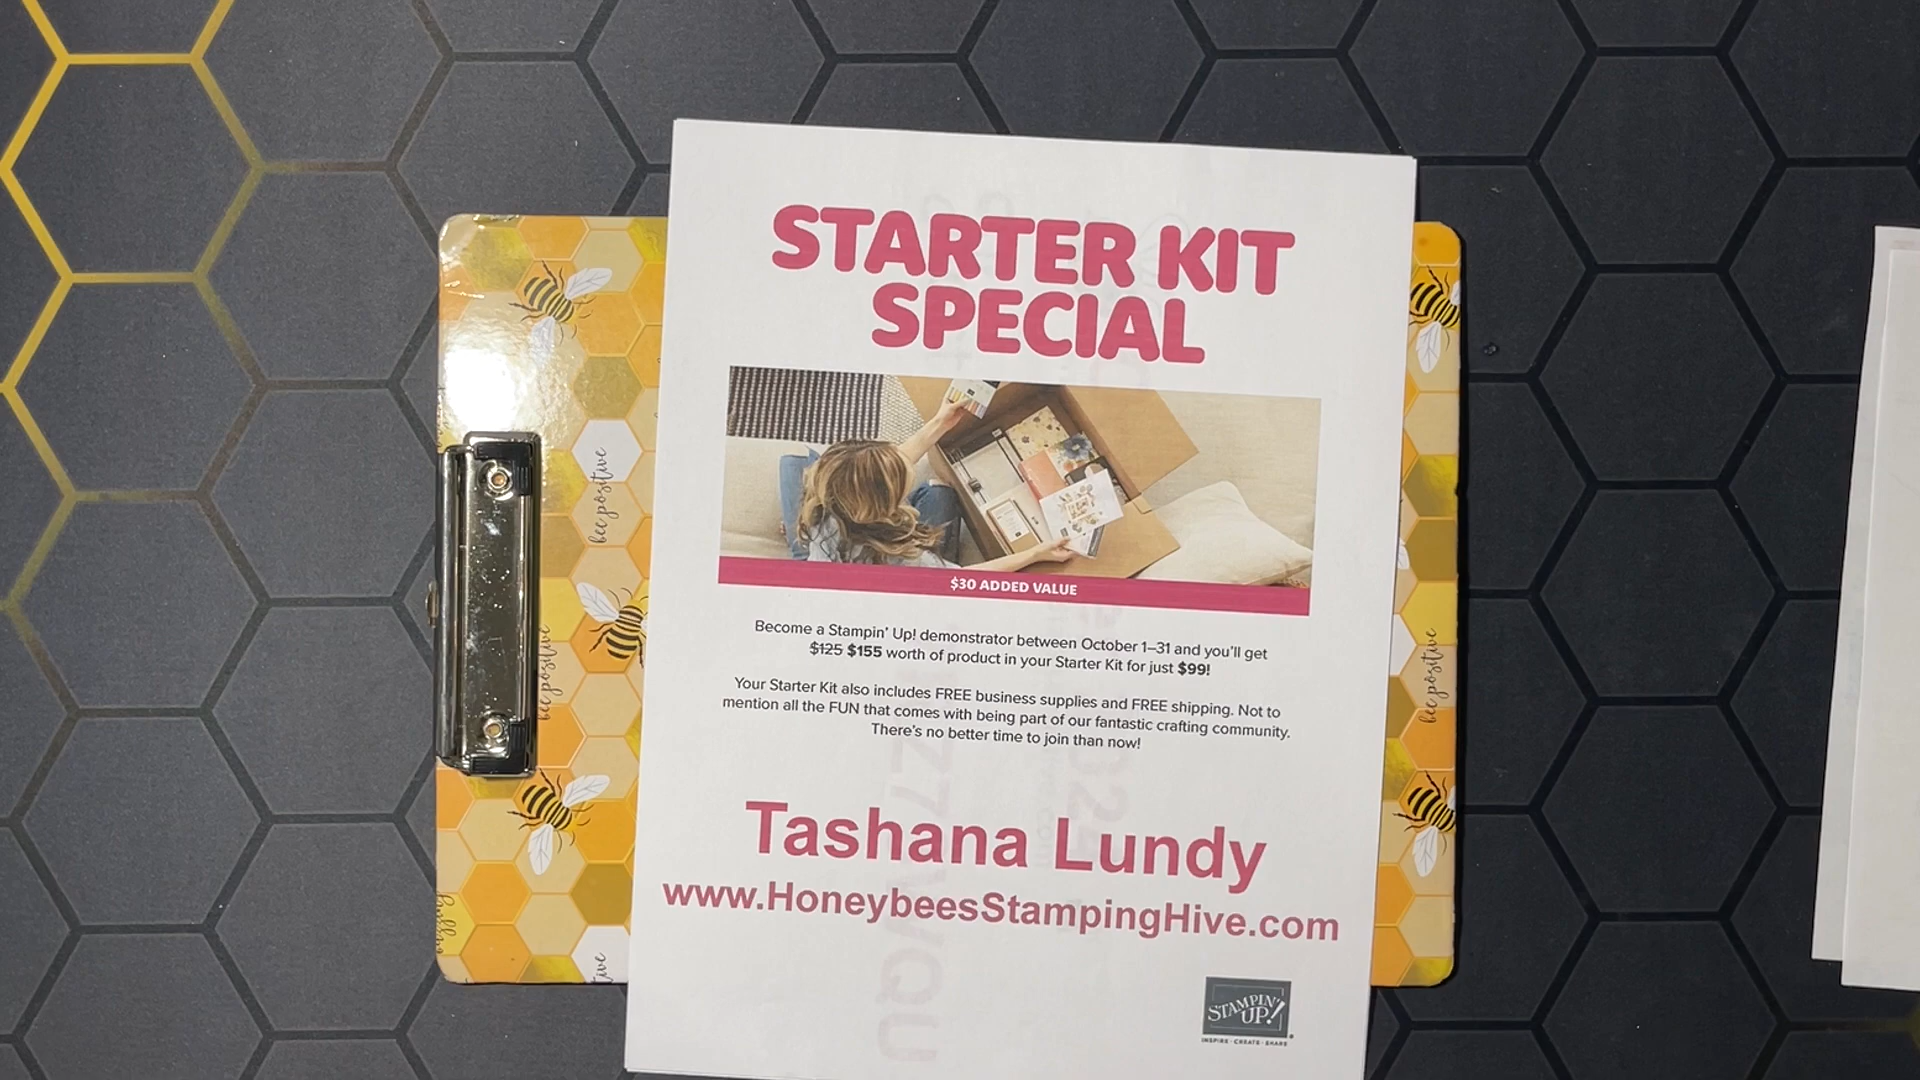 STARTER KIT
SPECIAL
$30 ADDED VALUE
Become a Stampin' Up! demonstrator between October 1–31 and you'll get
$125 $155 worth of product in your Starter Kit for just $99!
Your Starter Kit also includes FREE business supplies and FREE shipping. Not to
mention all the FUN that comes with being part of our fantastic crafting community.
There's no better time to join than now!
Tashana Lundy
www.HoneybeesStampingHive.com
STAMPIN'
UP!
INSPIRE · CREATE · SHARE
bee positive
bee positive
bee positive